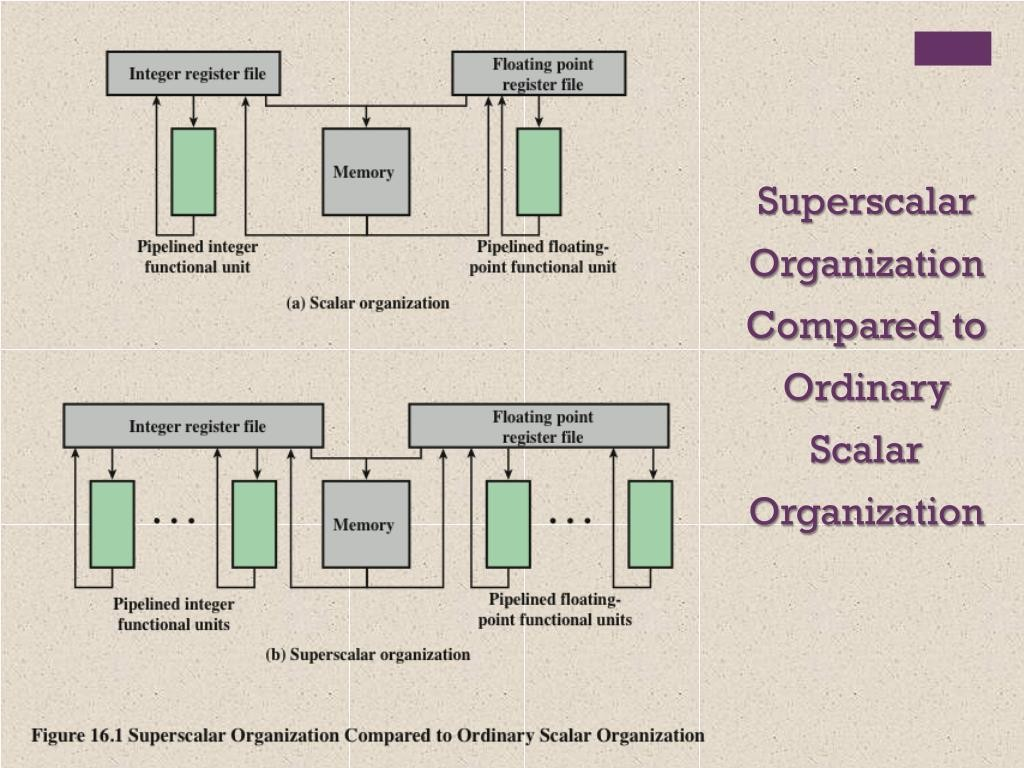 Integer register file
Floating point
register file
Memory
Pipelined integer
functional unit
Pipelined floating-
point functional unit
(a) Scalar organization
Integer register file
Floating point
register file
• • •
Memory
• • •
Pipelined integer
functional units
Pipelined floating-
point functional units
(b) Superscalar organization
Figure 16.1 Superscalar Organization Compared to Ordinary Scalar Organization
Superscalar
Organization
Compared to
Ordinary
Scalar
Organization